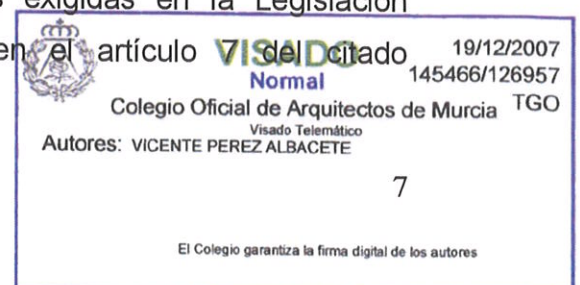 s exigidas en la Legislación
en el artículo 7 del citado
VISADO
19/12/2007
Normal
145466/126957
Colegio Oficial de Arquitectos de Murcia TGO
Visado Telemático
Autores: VICENTE PEREZ ALBACETE
7
El Colegio garantiza la firma digital de los autores